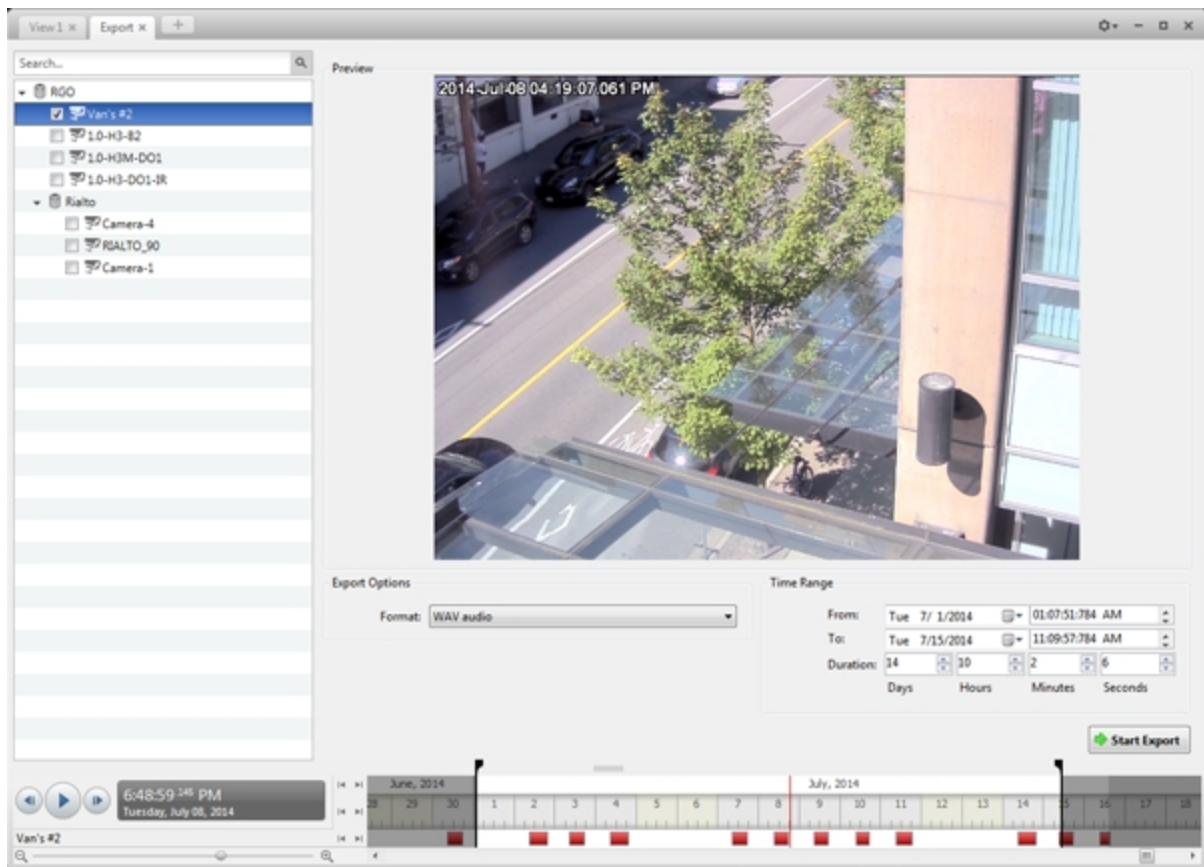 View 1
Export
Search...
Preview
RGO
Van's #2
1.0-H3-B2
1.0-H3M-DO1
1.0-H3-DO1-IR
Rialto
Camera-4
RIALTO_90
Camera-1
2014-Jul-08 04:19:07.061 PM
Export Options
Format: WAV audio
Time Range
From: Tue 7/ 1/2014 01:07:51:784 AM
To: Tue 7/15/2014 11:09:57:784 AM
Duration: 14 10 2 6
Days Hours Minutes Seconds
Start Export
6:48:59.245 PM
Tuesday, July 08, 2014
June, 2014 July, 2014
28 29 30 1 2 3 4 5 6 7 8 9 10 11 12 13 14 15 16 17 18
Van's #2